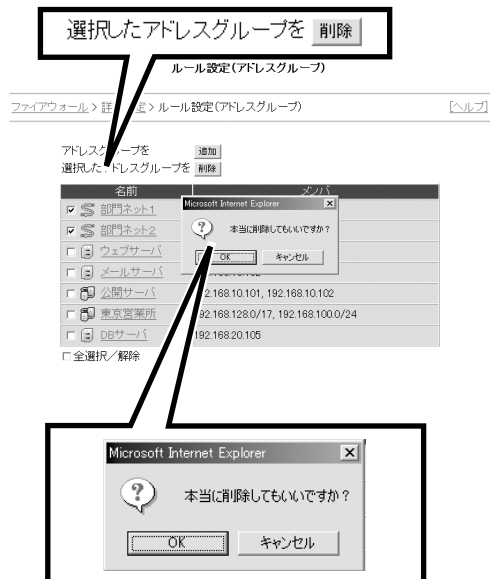 選択したアドレスグループを 削除
ルール設定(アドレスグループ)
ファイアウォール > 詳 定 > ルール設定(アドレスグループ) [ヘルプ]
アドレスグ ープを 追加
選択した ドレスグループを 削除
名前 メンバ
部門ネット1
部門ネット2
ウェブサーバ
メールサーバ
公開サーバ 192.168.10.101, 192.168.10.102
東京営業所 192.168.128.0/17, 192.168.100.0/24
DBサーバ 192.168.20.105
全選択/解除
Microsoft Internet Explorer
本当に削除してもいいですか?
OK キャンセル
Microsoft Internet Explorer
本当に削除してもいいですか?
OK キャンセル